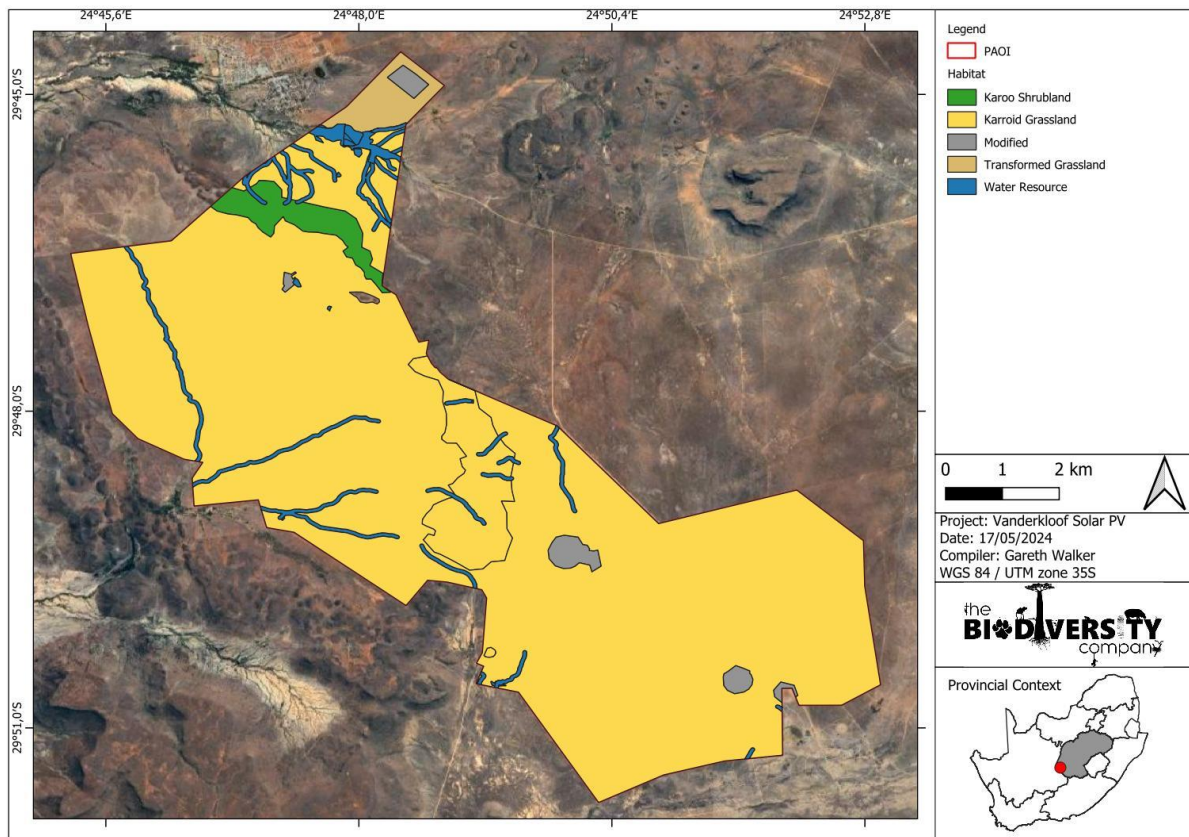 24°45,6'E 24°48,0'E 24°50,4'E 24°52,8'E
29°45,0'S
29°48,0'S
29°51,0'S
Legend
PAOI
Habitat
Karoo Shrubland
Karroid Grassland
Modified
Transformed Grassland
Water Resource
0 1 2 km
Project: Vanderkloof Solar PV
Date: 17/05/2024
Compiler: Gareth Walker
WGS 84 / UTM zone 35S
the
BIODIVERSITY
company
Provincial Context